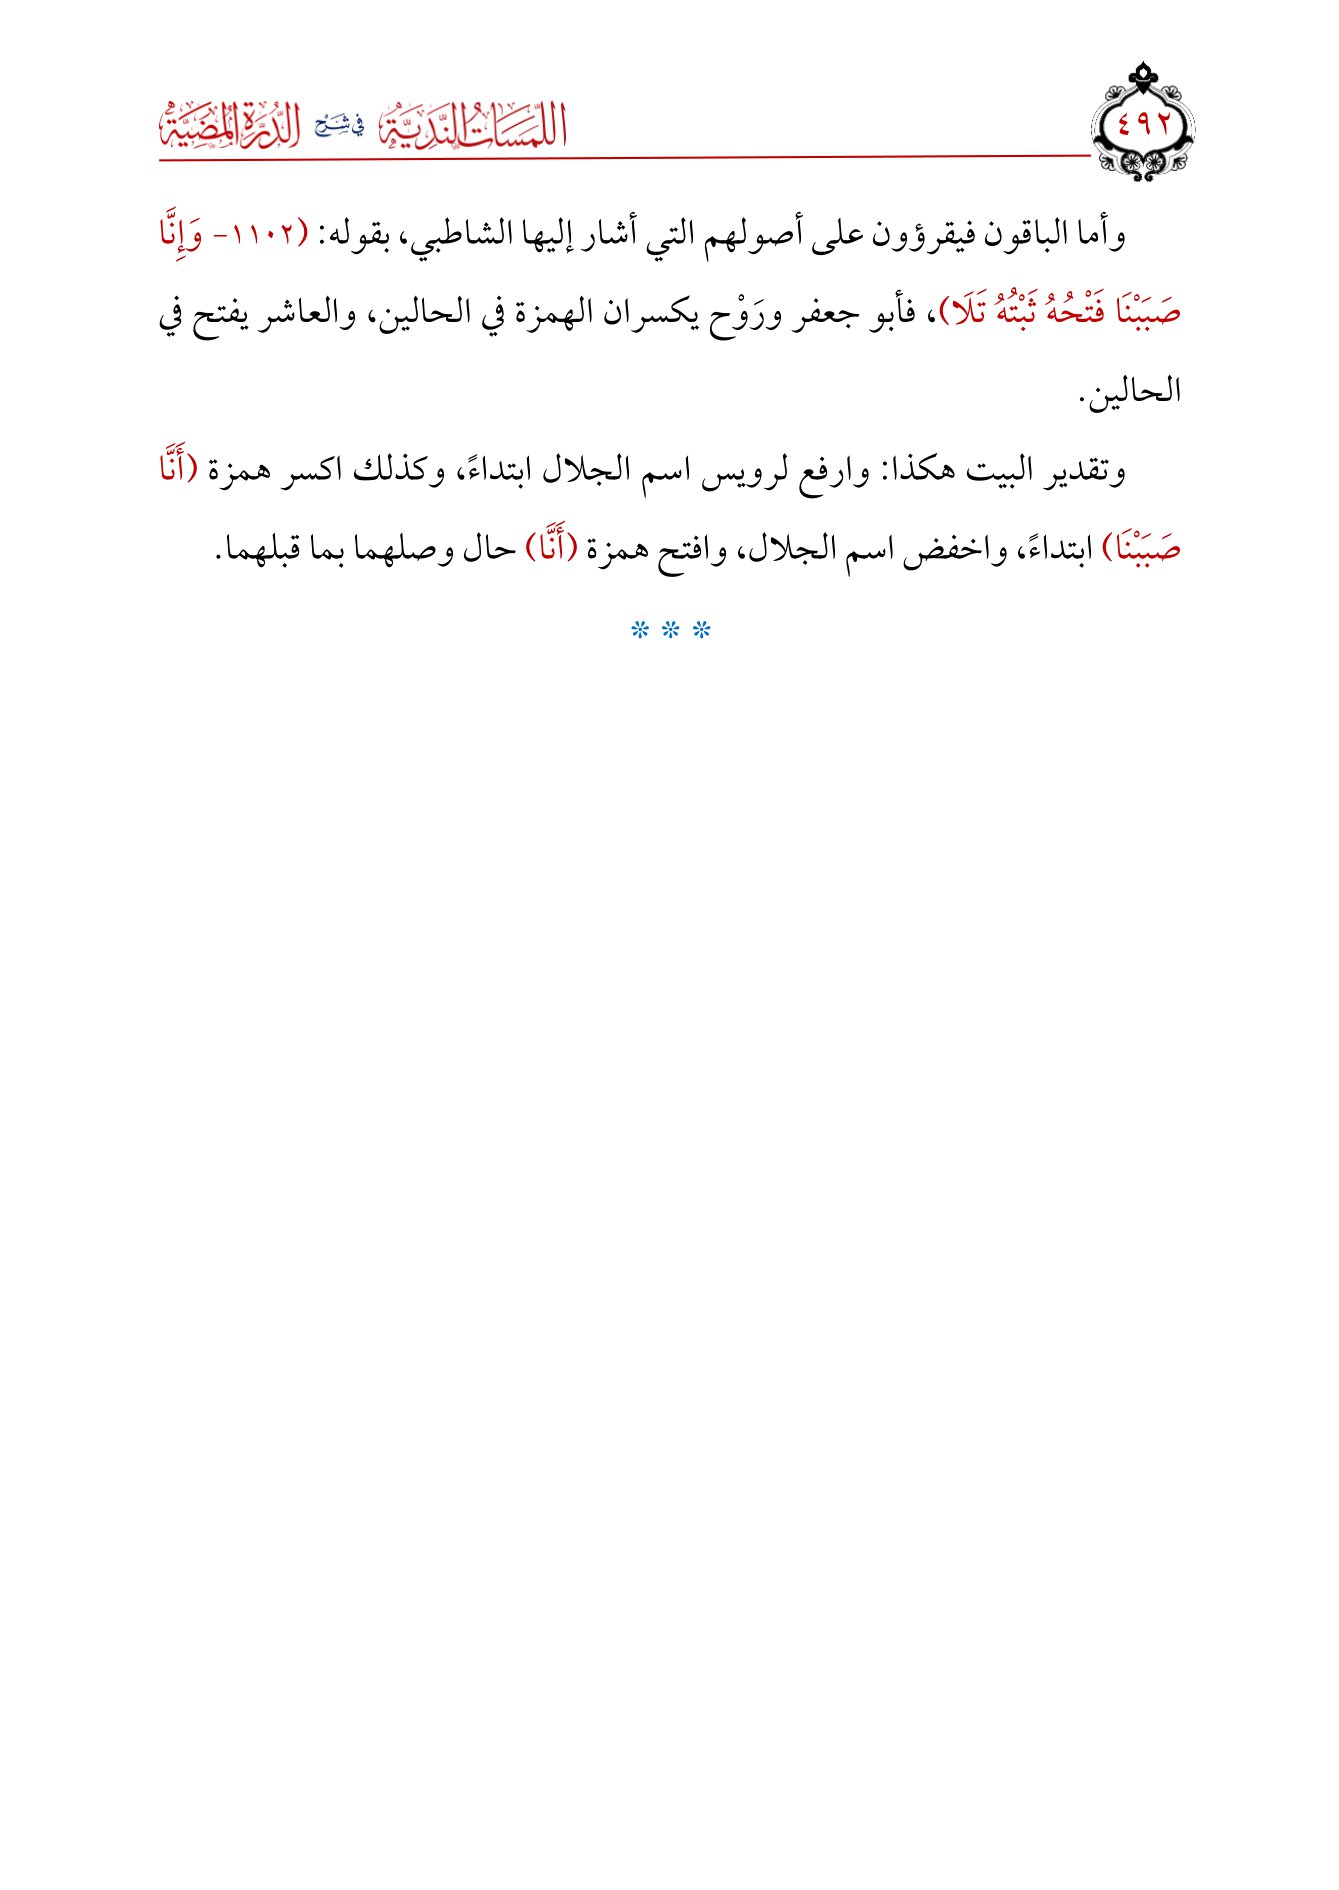 ٤٩٢
اللمسات الندية في شرح الدرة المضية
وأما الباقون فيقرؤون على أصولهم التي أشار إليها الشاطبي، بقوله: (١١٠٢- وَإِنَّا
صَبَبْنَا فَتْحُهُ ثَبْتُهُ تَلَا)، فأبو جعفر ورَوْح يكسران الهمزة في الحالين، والعاشر يفتح في
الحالين.
وتقدير البيت هكذا: وارفع لرويس اسم الجلال ابتداءً، وكذلك اكسر همزة (أَنَّا
صَبَبْنَا) ابتداءً، واخفض اسم الجلال، وافتح همزة (أَنَّا) حال وصلهما بما قبلهما.
* * *